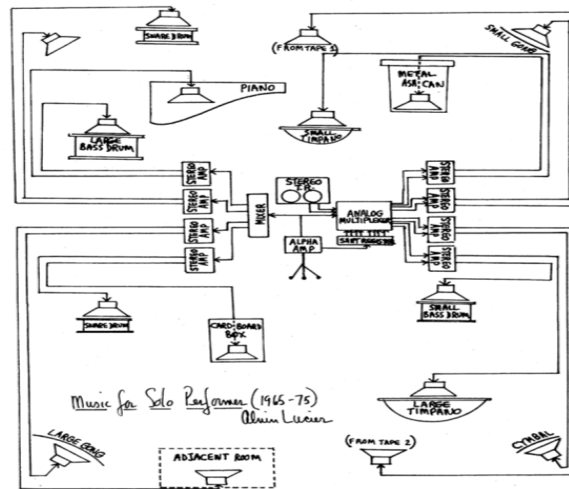 SNARE DRUM
(FROM TAPE 1)
SMALL GONG
PIANO
METAL
ASH CAN
LARGE
BASS DRUM
SMALL
TIMPANO
STEREO
AMP
STEREO
AMP
STEREO
AMP
STEREO
AMP
MIXER
STEREO
T.R.
ANALOG
MULTIPLEXER
SHIFT REGISTER
ALPHA
AMP
STEREO
AMP
STEREO
AMP
STEREO
AMP
STEREO
AMP
SNARE DRUM
CARD-BOARD
BOX
SMALL
BASS DRUM
Music for Solo Performer (1965-75)
Alvin Lucier
LARGE
TIMPANO
LARGE GONG
ADJACENT ROOM
(FROM TAPE 2)
CYMBAL